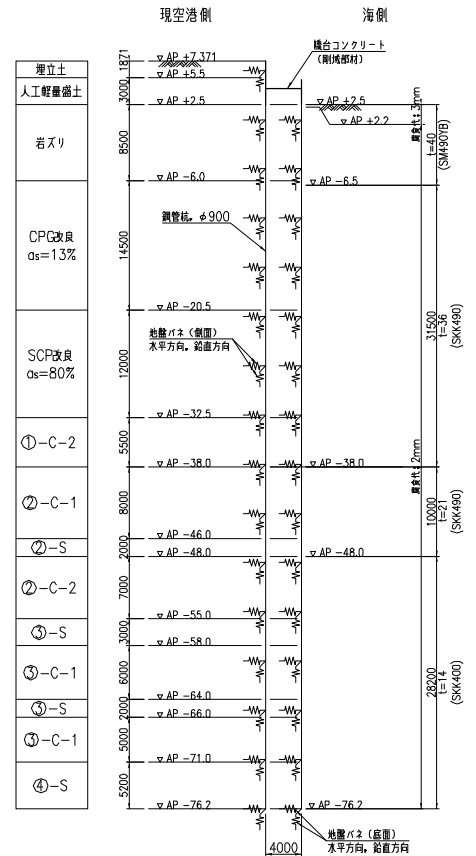 現空港側
海側
1871
AP +7.371
橋台コンクリート
(剛域部材)
埋立土
AP +5.5
人工軽量盛土
3000
AP +2.5
AP +2.5
AP +2.2
腐食代:3mm
t=40
(SM490YB)
岩ズリ
8500
AP -6.0
AP -6.5
鋼管杭, φ900
CPG改良
as=13%
14500
AP -20.5
地盤バネ(側面)
水平方向, 鉛直方向
31500
t=36
(SKK490)
SCP改良
as=80%
12000
AP -32.5
①-C-2
5500
AP -38.0
AP -38.0
腐食代:2mm
②-C-1
8000
10000
t=21
(SKK490)
AP -46.0
②-S
2000
AP -48.0
AP -48.0
②-C-2
7000
AP -55.0
③-S
3000
AP -58.0
③-C-1
6000
28200
t=14
(SKK400)
AP -64.0
③-S
2000
AP -66.0
③-C-1
5000
AP -71.0
④-S
5200
AP -76.2
AP -76.2
地盤バネ(底面)
水平方向, 鉛直方向
4000